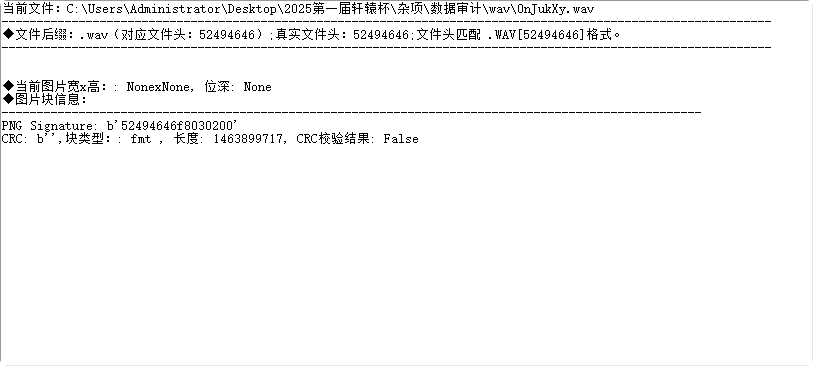 当前文件：C:\Users\Administrator\Desktop\2025第一届轩辕杯\杂项\数据审计\wav\OnJukXy.wav
--------------------------------------------------------------------------------------------------------------
◆文件后缀：.wav（对应文件头：52494646）;真实文件头：52494646;文件头匹配 .WAV[52494646]格式。
--------------------------------------------------------------------------------------------------------------
◆当前图片宽x高：: NonexNone, 位深: None
◆图片块信息：
----------------------------------------------------------------------------------------------------
PNG Signature: b'52494646f8030200'
CRC: b'',块类型：: fmt , 长度: 1463899717, CRC校验结果: False